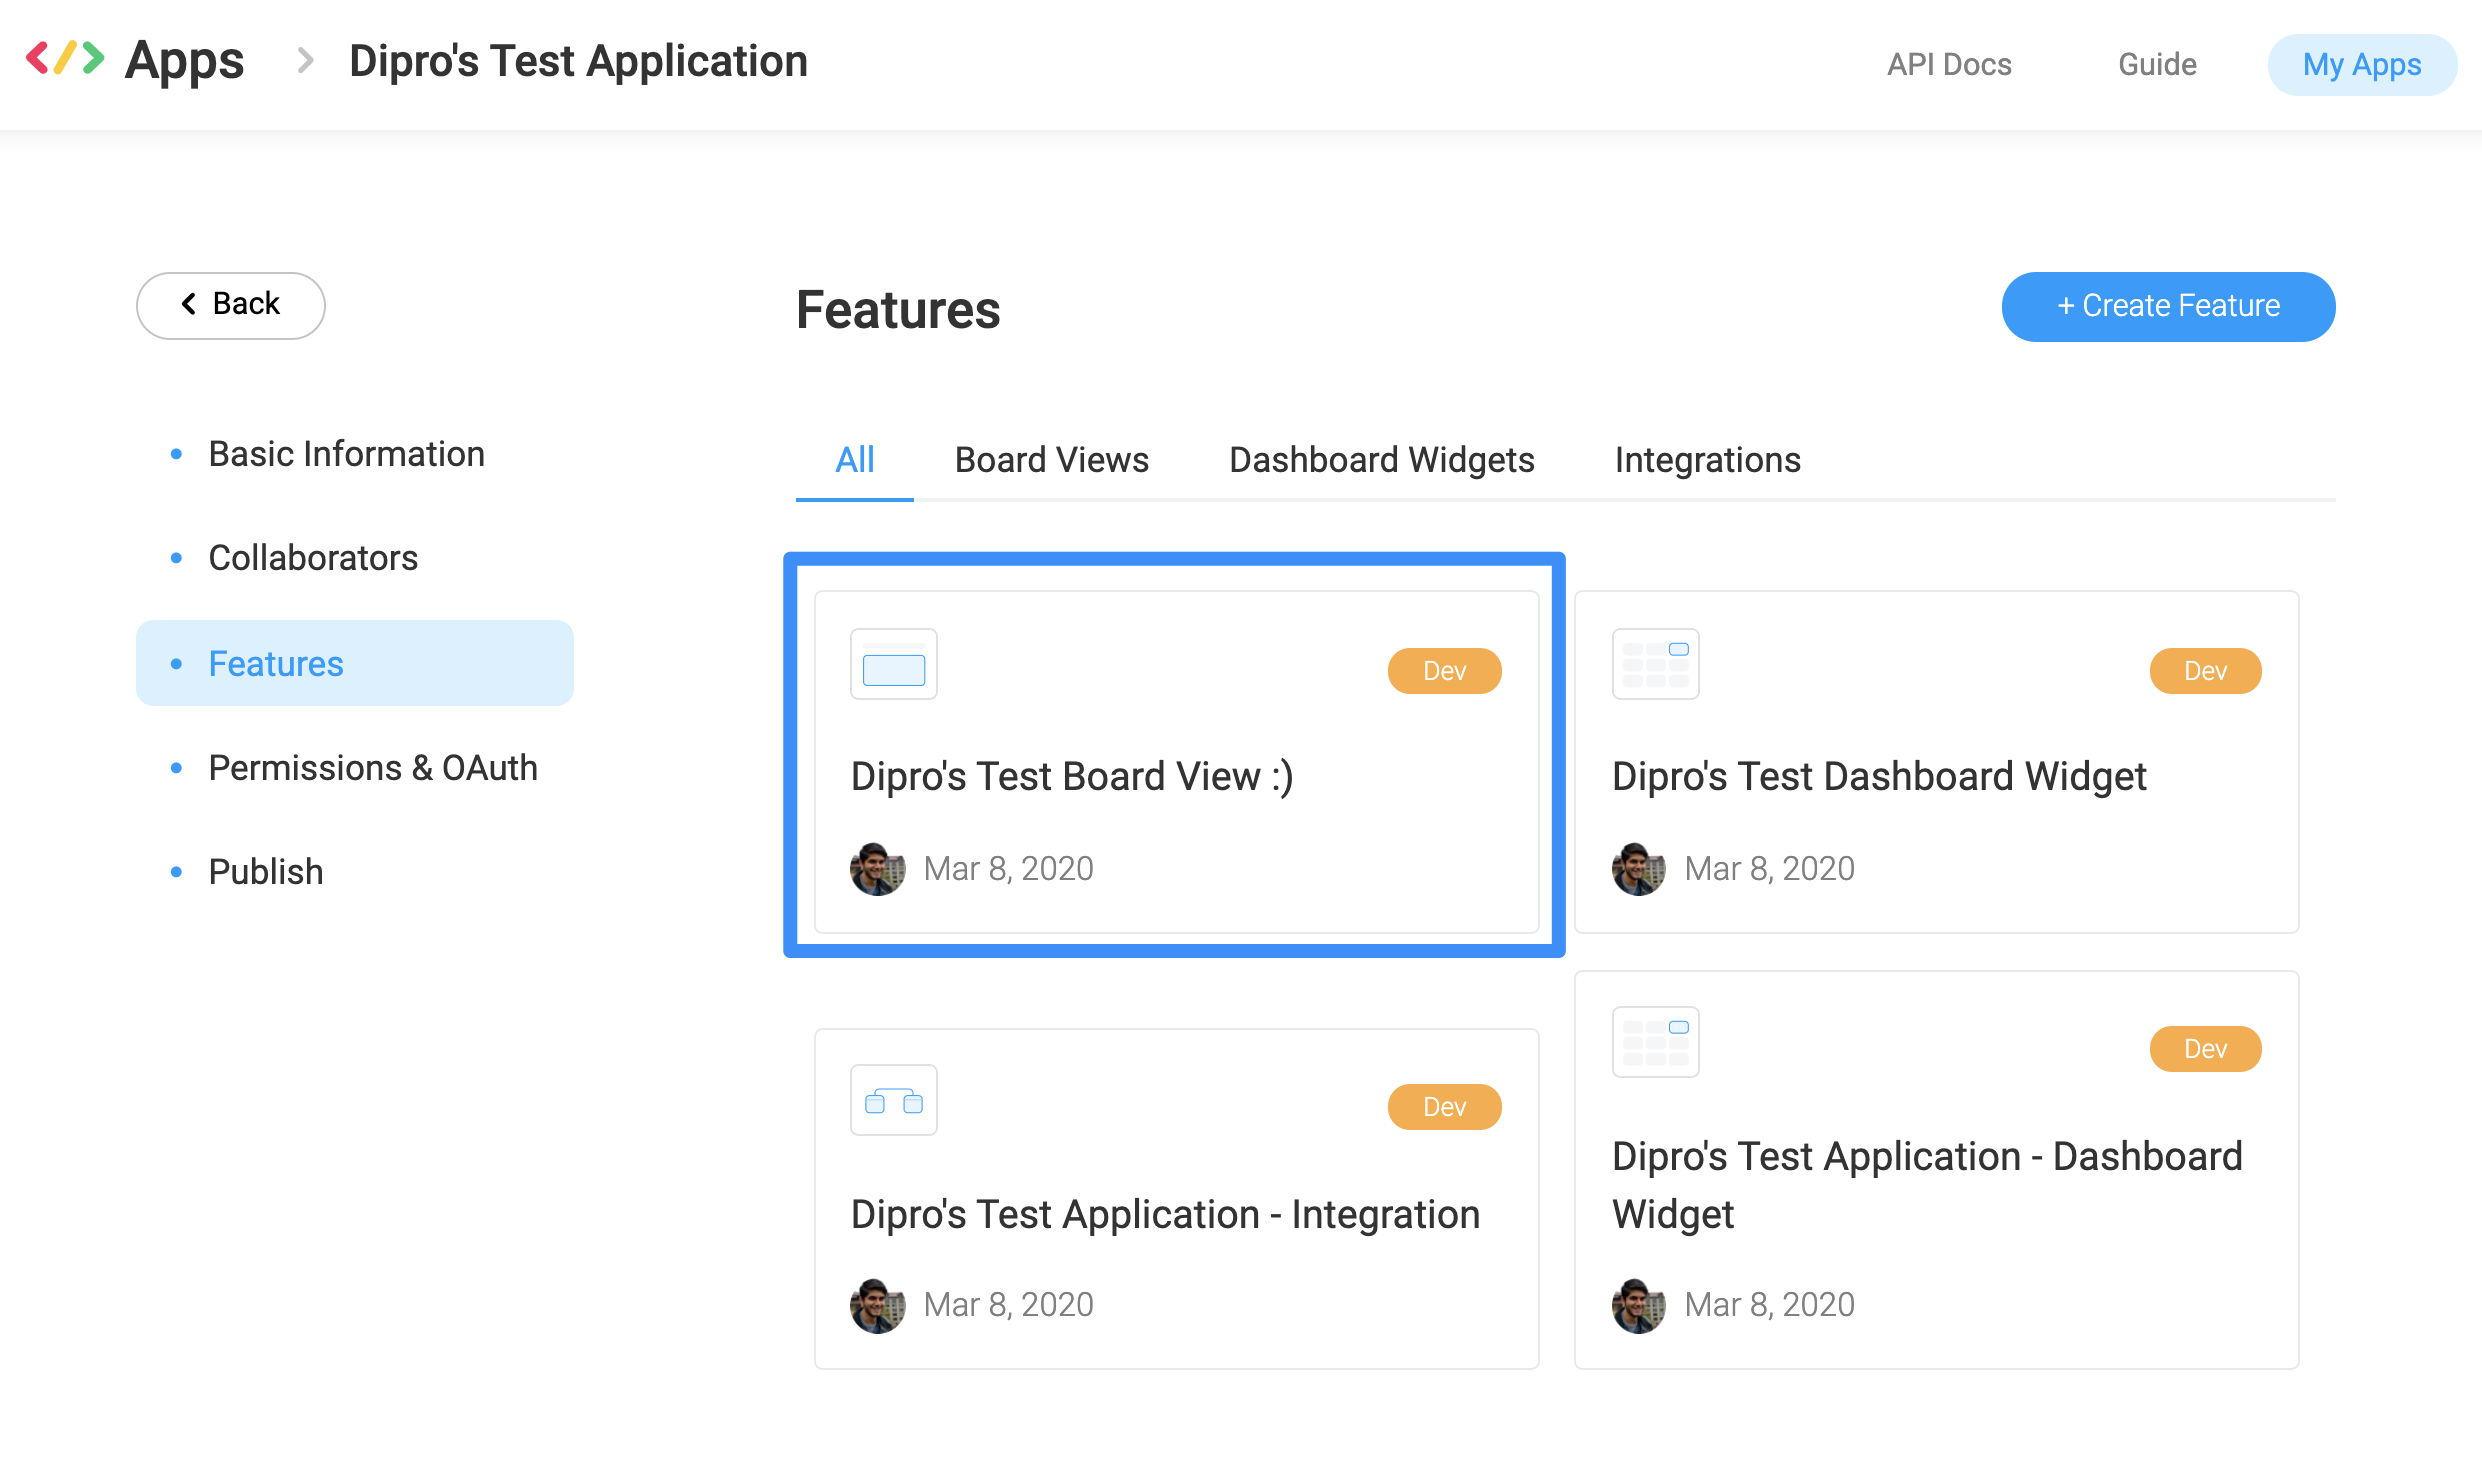 Apps
Dipro's Test Application
API Docs
Guide
My Apps
Back
Basic Information
Collaborators
Features
Permissions & OAuth
Publish
Features
+ Create Feature
All
Board Views
Dashboard Widgets
Integrations
Dev
Dipro's Test Board View :)
Mar 8, 2020
Dev
Dipro's Test Dashboard Widget
Mar 8, 2020
Dev
Dipro's Test Application - Integration
Mar 8, 2020
Dev
Dipro's Test Application - Dashboard
Widget
Mar 8, 2020